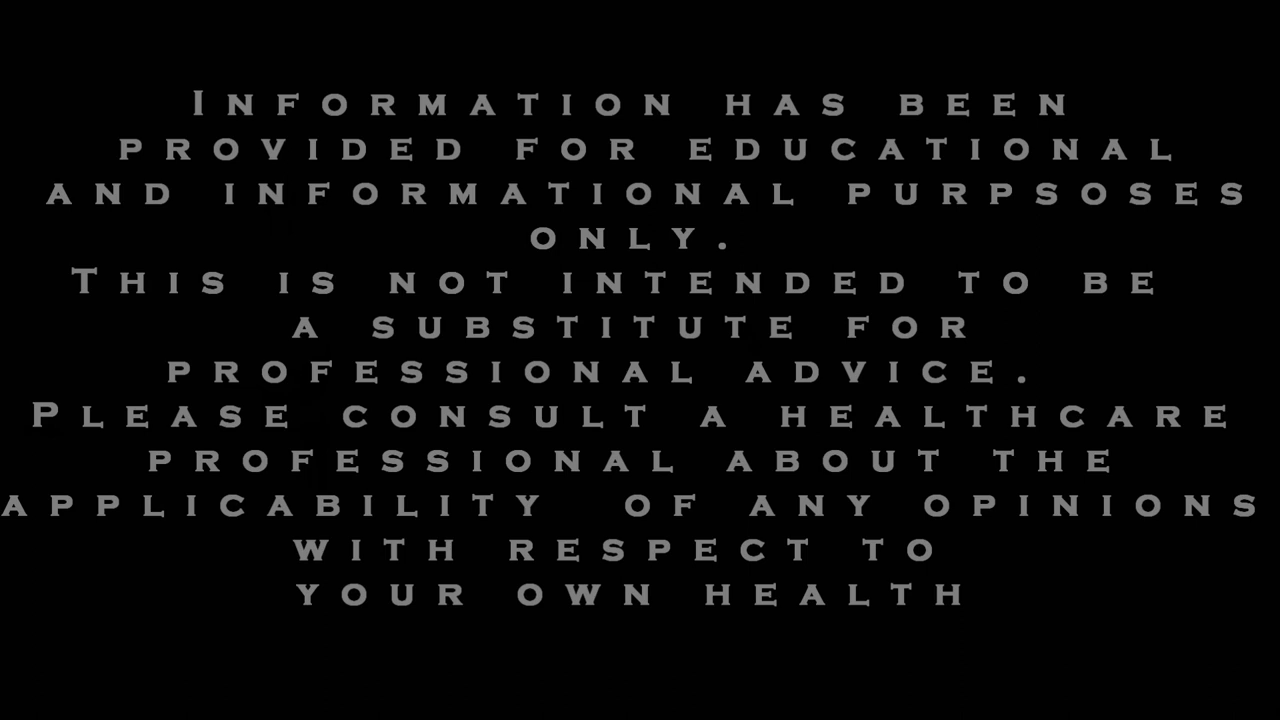 Information has been
provided for educational
and informational purpsoses
only.
This is not intended to be
a substitute for
professional advice.
Please consult a healthcare
professional about the
applicability of any opinions
with respect to
your own health